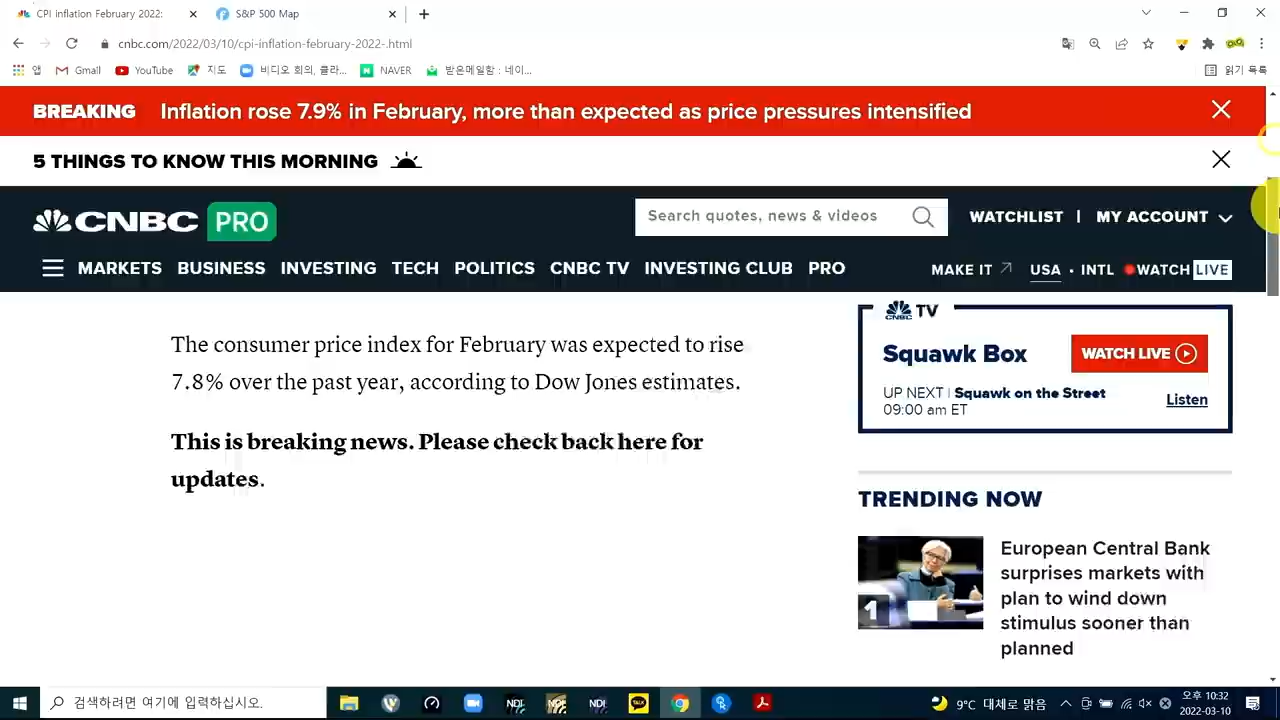 CPI inflation February 2022:
S&P 500 Map
cnbc.com/2022/03/10/cpi-inflation-february-2022-.html
앱
Gmail
YouTube
지도
비디오 회의, 클라...
NAVER
받은메일함 : 네이...
읽기 목록
BREAKING Inflation rose 7.9% in February, more than expected as price pressures intensified
5 THINGS TO KNOW THIS MORNING
CNBC PRO
Search quotes, news & videos
WATCHLIST | MY ACCOUNT
MARKETS BUSINESS INVESTING TECH POLITICS CNBC TV INVESTING CLUB PRO
MAKE IT USA • INTL WATCH LIVE
The consumer price index for February was expected to rise
7.8% over the past year, according to Dow Jones estimates.
This is breaking news. Please check back here for
updates.
CNBC TV
Squawk Box
WATCH LIVE
UP NEXT | Squawk on the Street
09:00 am ET
Listen
TRENDING NOW
1
European Central Bank
surprises markets with
plan to wind down
stimulus sooner than
planned
검색하려면 여기에 입력하십시오.
NDI
NDI
TALK
9°C 대체로 맑음
오후 10:32
2022-03-10